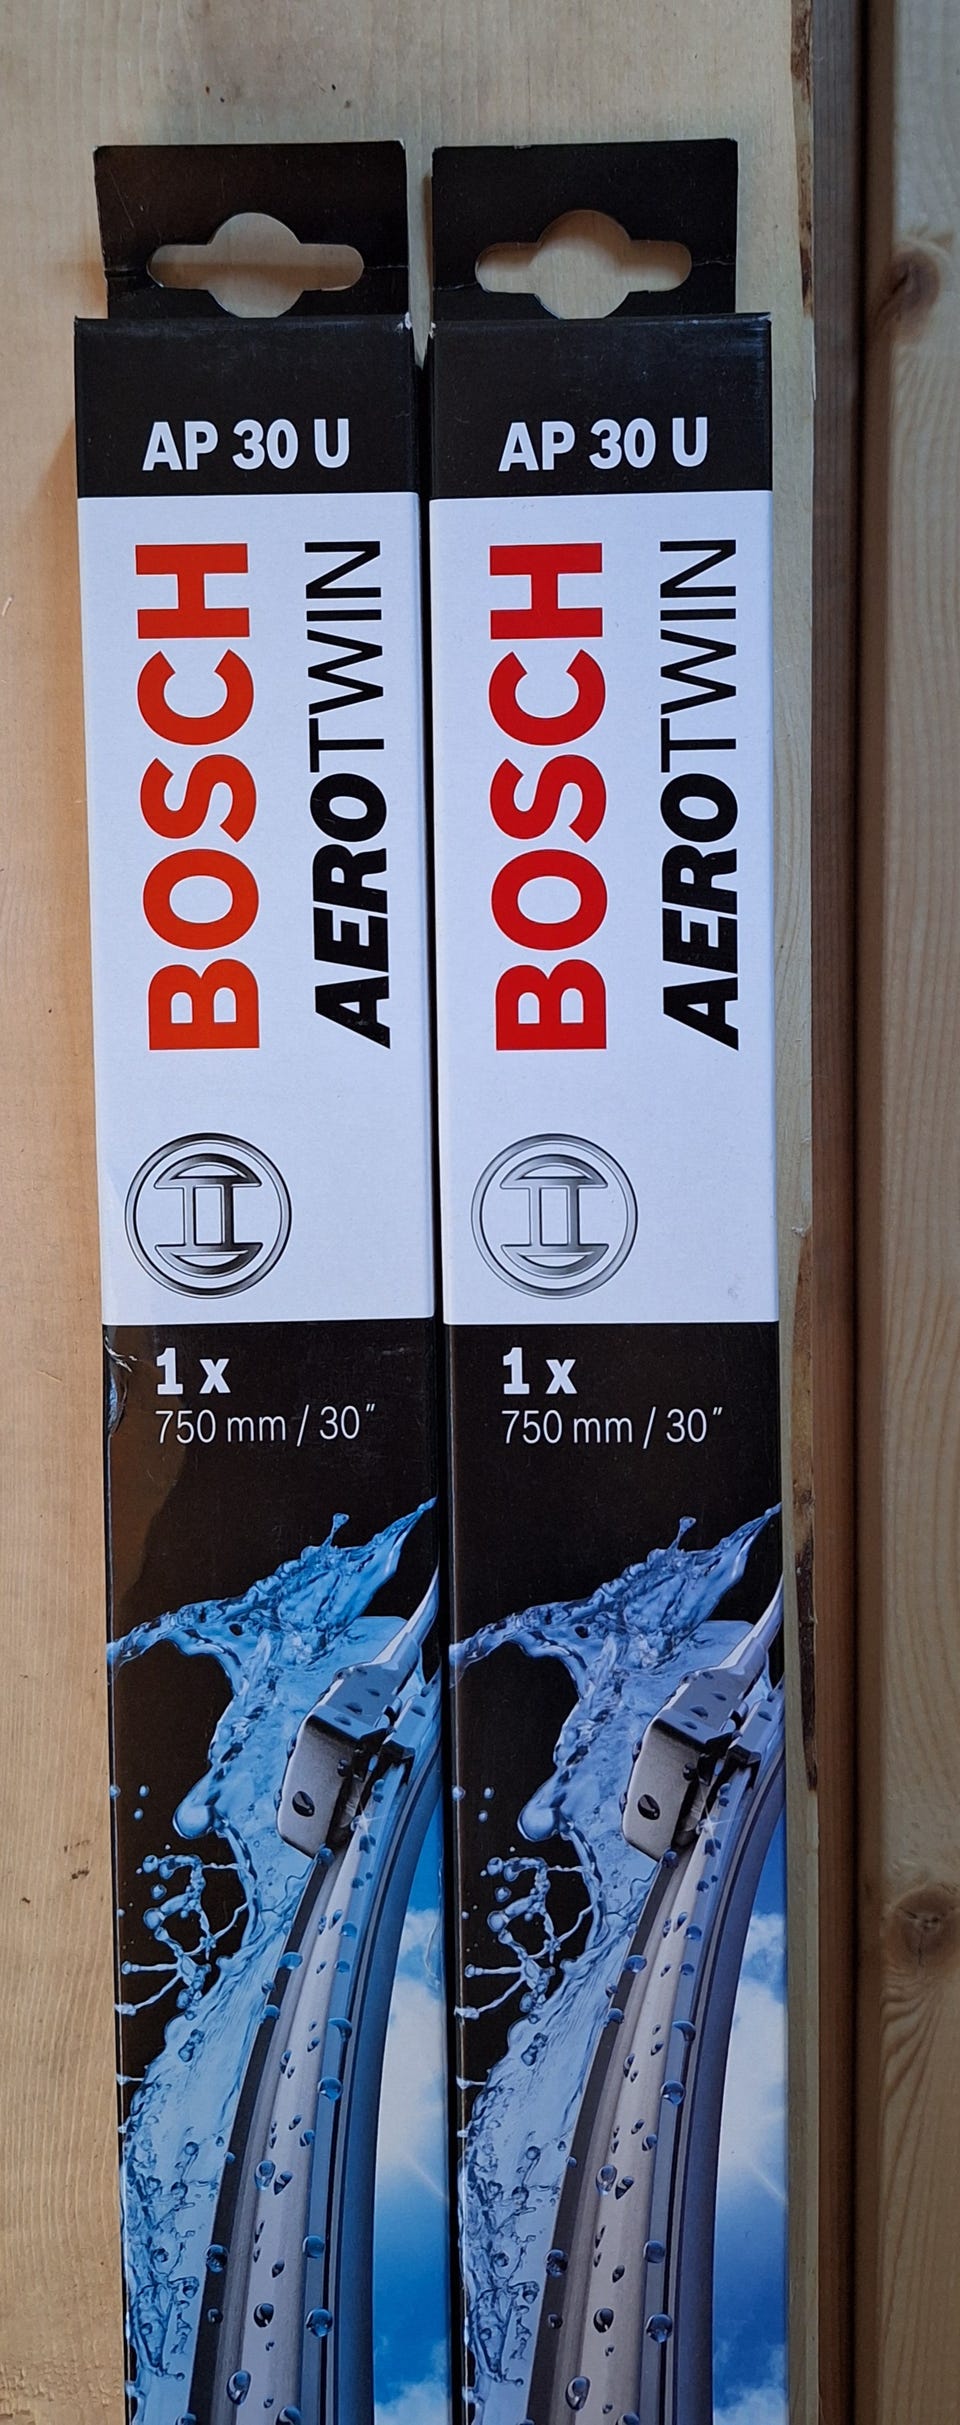 AP 30 U
BOSCH
AEROTWIN
1 x
750 mm / 30"
AP 30 U
BOSCH
AEROTWIN
1 x
750 mm / 30"